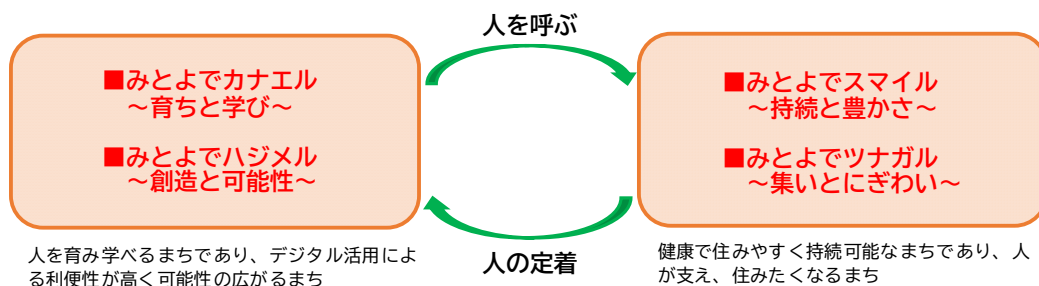 人を呼ぶ
■みとよでカナエル
～育ちと学び～
■みとよでハジメル
～創造と可能性～
■みとよでスマイル
～持続と豊かさ～
■みとよでツナガル
～集いとにぎわい～
人を育み学べるまちであり、デジタル活用によ
る利便性が高く可能性の広がるまち
人の定着
健康で住みやすく持続可能なまちであり、人
が支え、住みたくなるまち